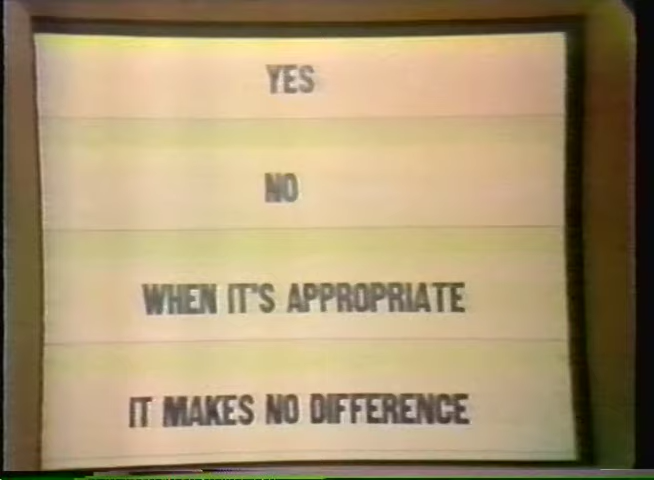 YES
NO
WHEN IT'S APPROPRIATE
IT MAKES NO DIFFERENCE